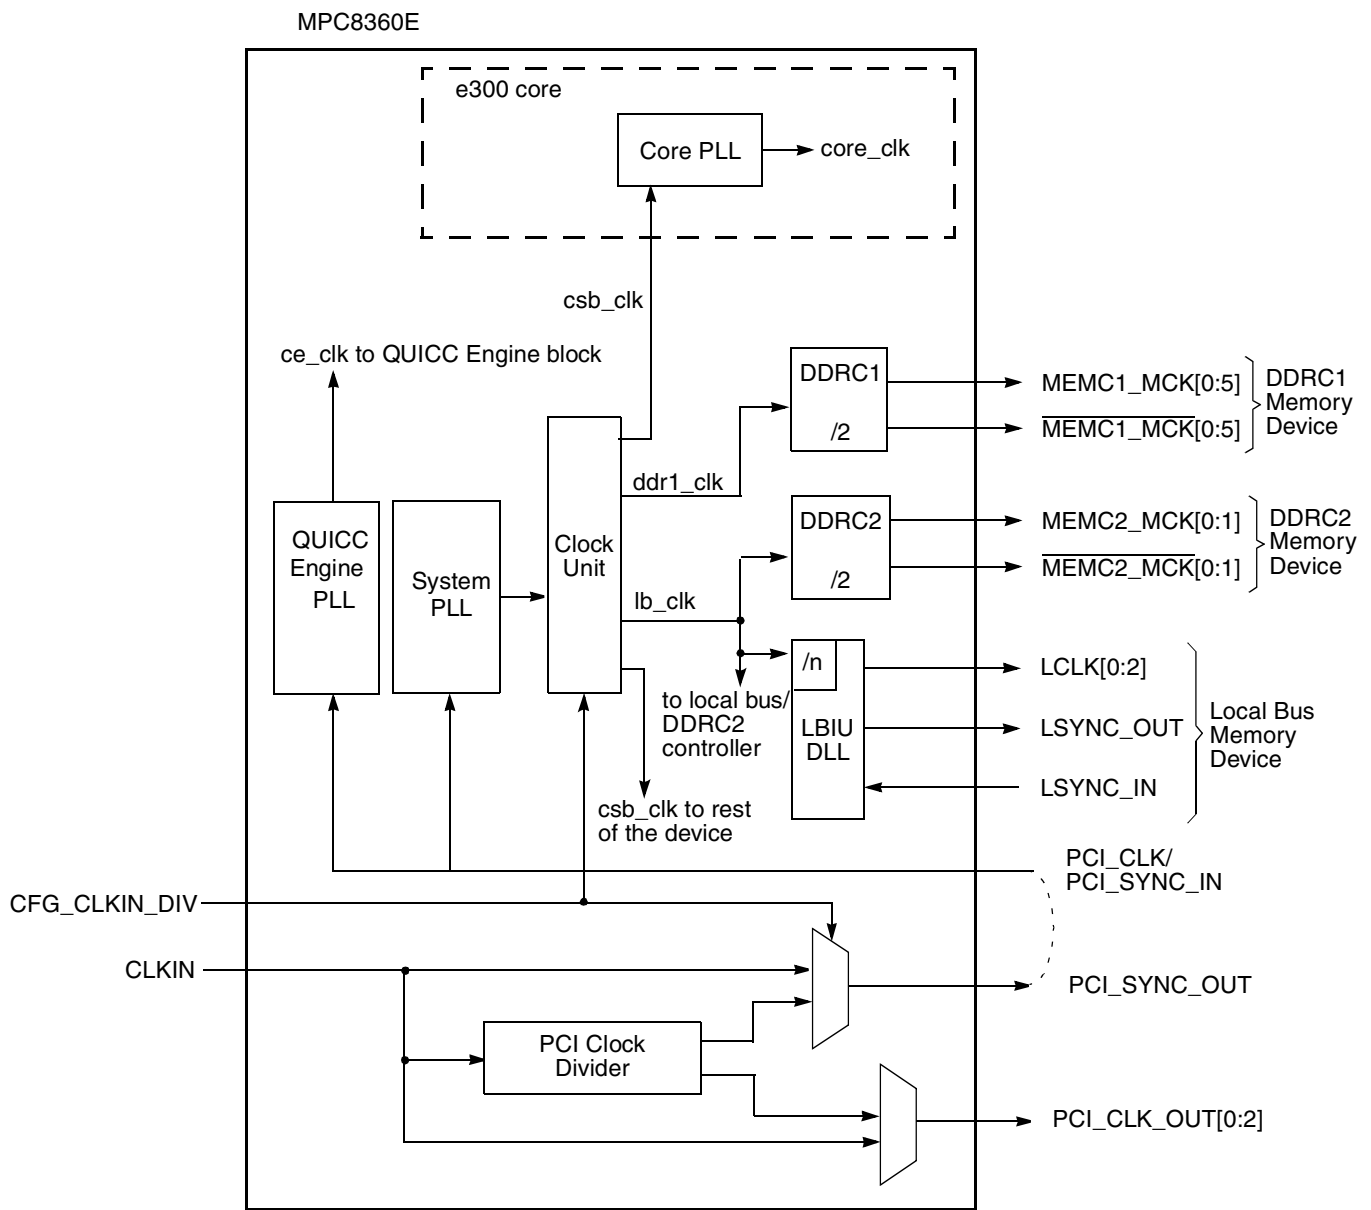 MPC8360E
e300 core
Core PLL
core_clk
csb_clk
ce_clk to QUICC Engine block
DDRC1
/2
MEMC1_MCK[0:5]
MEMC1_MCK[0:5]
DDRC1
Memory
Device
ddr1_clk
QUICC
Engine
PLL
System
PLL
Clock
Unit
DDRC2
/2
MEMC2_MCK[0:1]
MEMC2_MCK[0:1]
DDRC2
Memory
Device
lb_clk
/n
LBIU
DLL
to local bus/
DDRC2
controller
LCLK[0:2]
LSYNC_OUT
LSYNC_IN
Local Bus
Memory
Device
csb_clk to rest
of the device
PCI_CLK/
PCI_SYNC_IN
CFG_CLKIN_DIV
CLKIN
PCI_SYNC_OUT
PCI Clock
Divider
PCI_CLK_OUT[0:2]